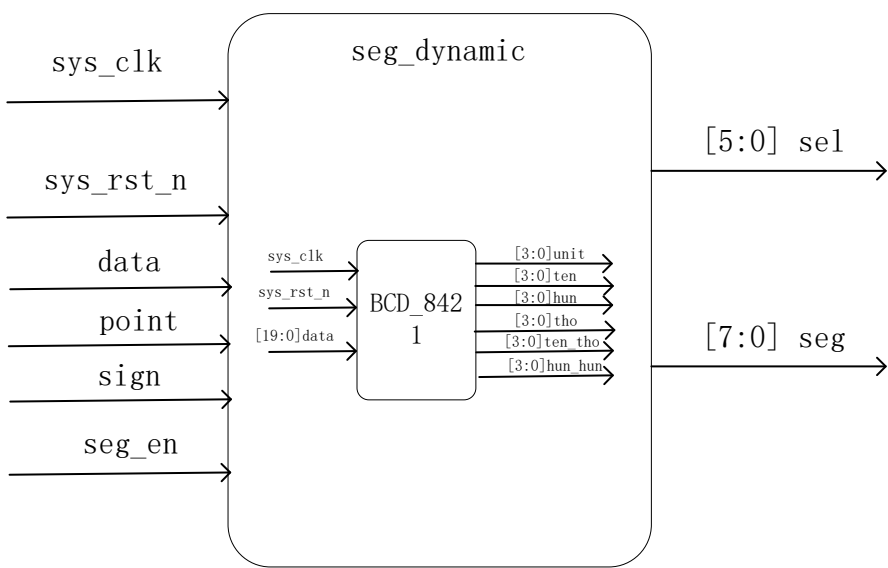 seg_dynamic
sys_clk
sys_rst_n
data
point
sign
seg_en
sys_clk
sys_rst_n
[19:0]data
BCD_842
1
[3:0]unit
[3:0]ten
[3:0]hun
[3:0]tho
[3:0]ten_tho
[3:0]hun_hun
[5:0] sel
[7:0] seg